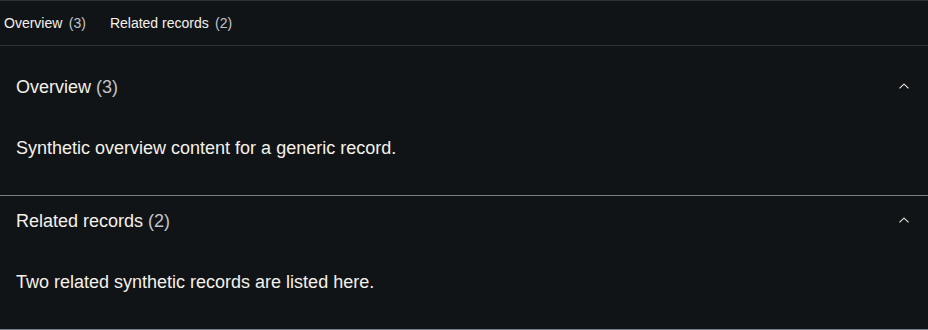 Overview (3) Related records (2)
Overview (3)
Synthetic overview content for a generic record.
Related records (2)
Two related synthetic records are listed here.